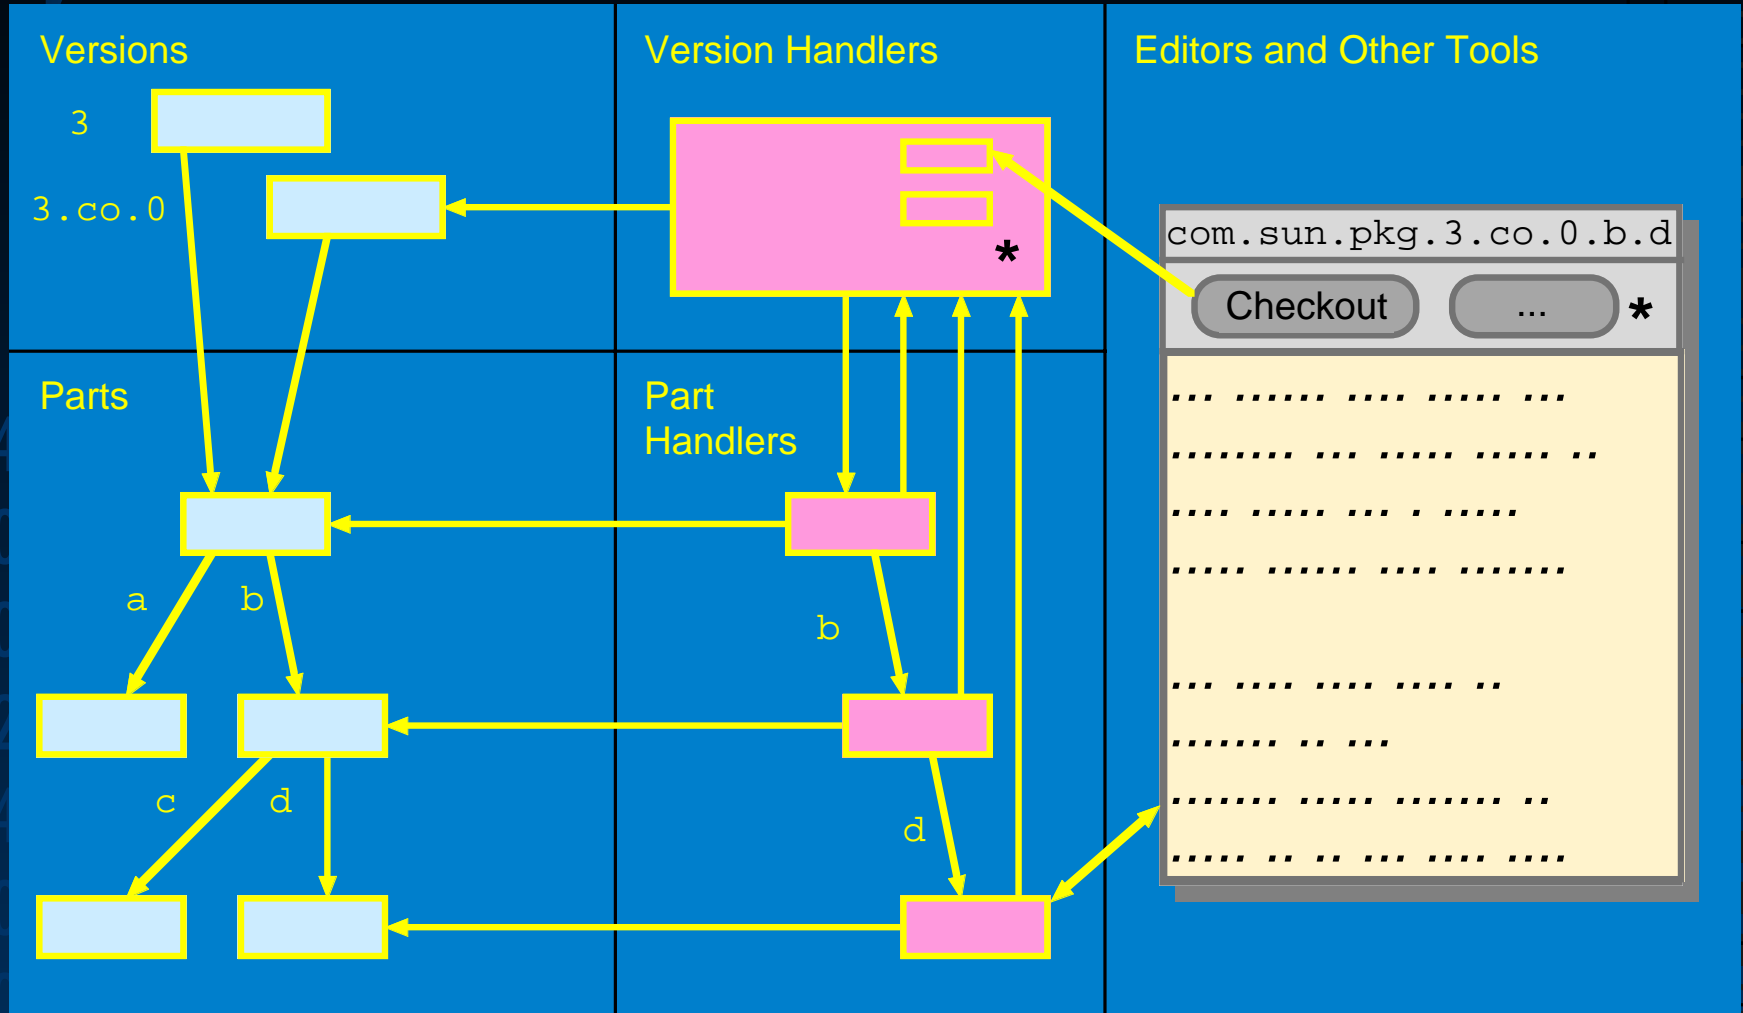 Versions
3
3.co.0
Version Handlers
*
Editors and Other Tools
com.sun.pkg.3.co.0.b.d
Checkout
...
*
Parts
a
b
c
d
Part
Handlers
b
d
... ...... .... ..... ...
........ ... ..... ..... ..
.... ..... ... . .....
..... ...... .... .......
... .... .... .... ..
....... .. ...
....... ..... ....... ..
..... .. .. ... .... ....